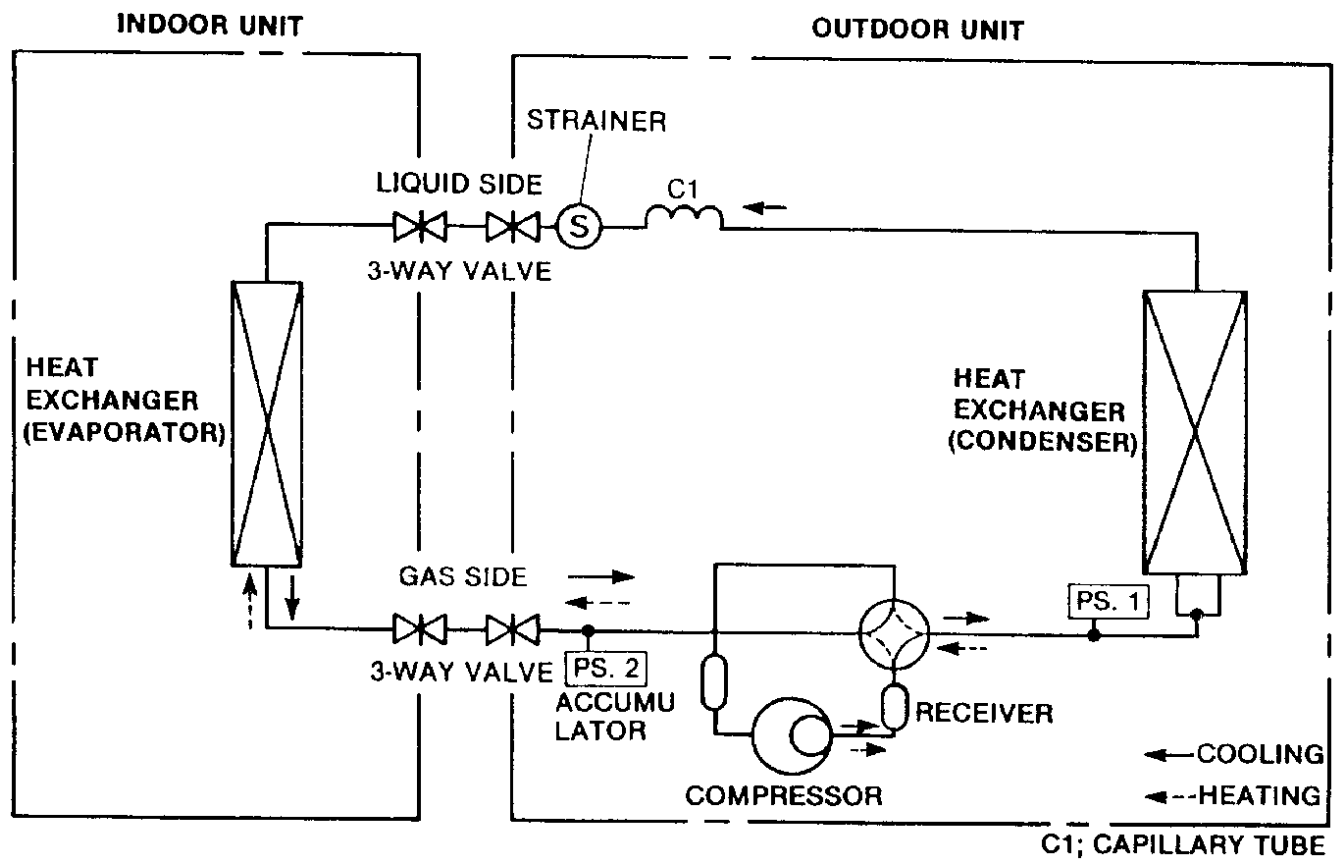 INDOOR UNIT
OUTDOOR UNIT
STRAINER
LIQUID SIDE
C1
S
3-WAY VALVE
HEAT
EXCHANGER
(EVAPORATOR)
HEAT
EXCHANGER
(CONDENSER)
GAS SIDE
PS. 1
3-WAY VALVE
PS. 2
ACCUMU
LATOR
RECEIVER
COMPRESSOR
COOLING
HEATING
C1; CAPILLARY TUBE